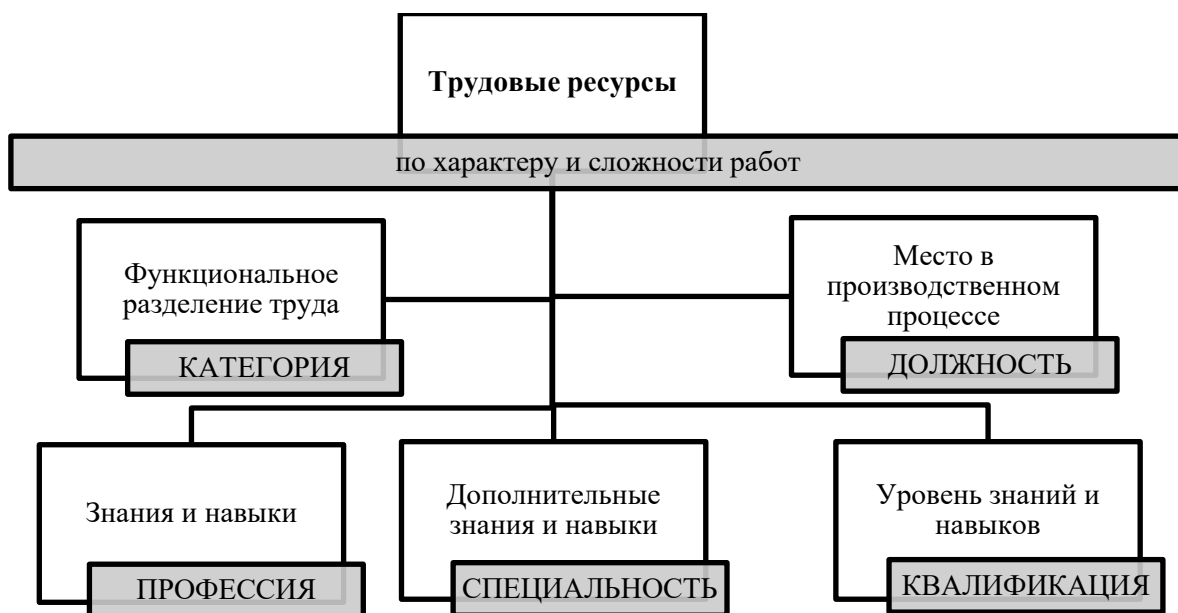 Трудовые ресурсы
по характеру и сложности работ
Функциональное
разделение труда
КАТЕГОРИЯ
Место в
производственном
процессе
ДОЛЖНОСТЬ
Знания и навыки
ПРОФЕССИЯ
Дополнительные
знания и навыки
СПЕЦИАЛЬНОСТЬ
Уровень знаний и
навыков
КВАЛИФИКАЦИЯ